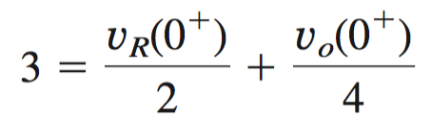 3 = v_R(0^+)/2 + v_o(0^+)/4